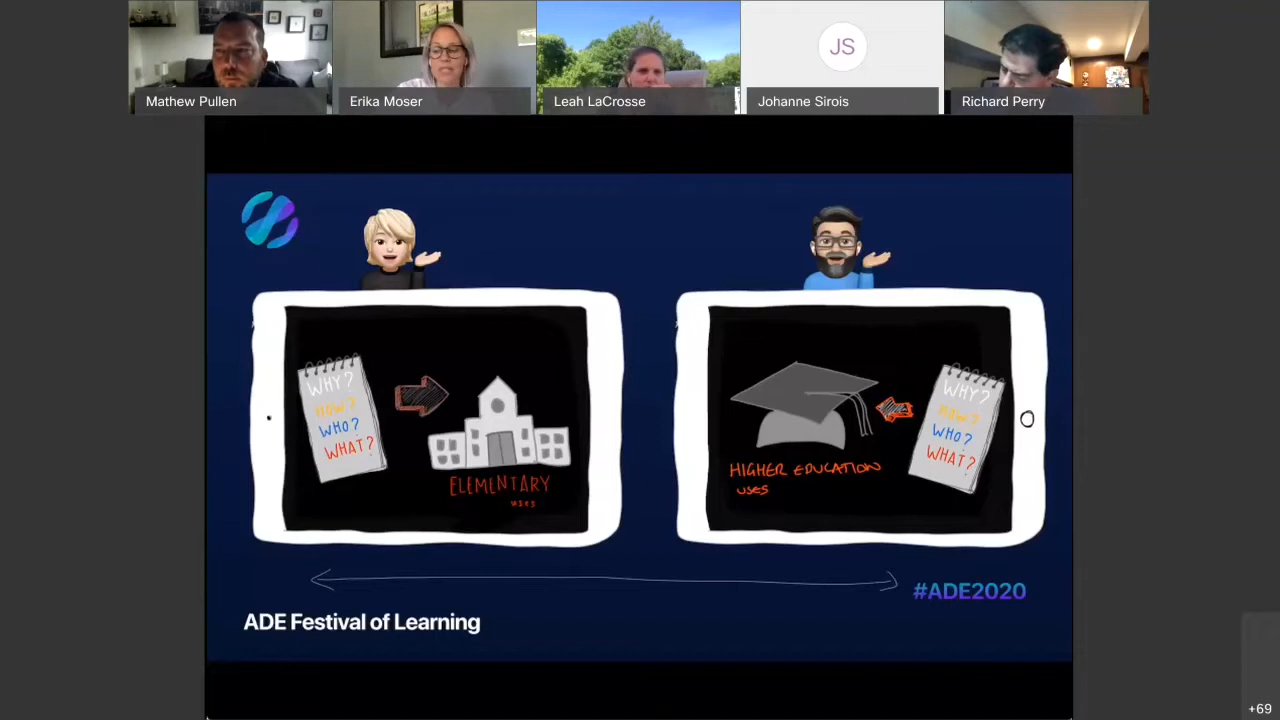 Mathew Pullen
Erika Moser
Leah LaCrosse
JS
Johanne Sirois
Richard Perry
WHY?
HOW?
WHO?
WHAT?
ELEMENTARY
USES
HIGHER EDUCATION
USES
WHY?
HOW?
WHO?
WHAT?
#ADE2020
ADE Festival of Learning
+69